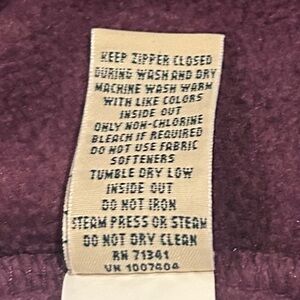 KEEP ZIPPER CLOSED
DURING WASH AND DRY
MACHINE WASH WARM
WITH LIKE COLORS
INSIDE OUT
ONLY NON-CHLORINE
BLEACH IF REQUIRED
DO NOT USE FABRIC
SOFTENERS
TUMBLE DRY LOW
INSIDE OUT
DO NOT IRON
STEAM PRESS OR STEAM
DO NOT DRY CLEAN
RN 71341
VN 1007404